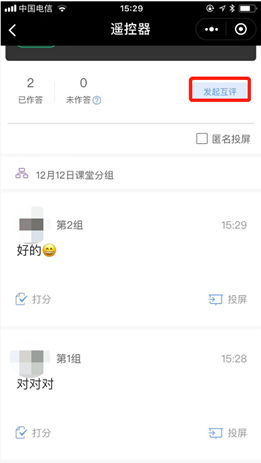 中国电信 15:29
遥控器
2 0
已作答 未作答
发起互评
匿名投屏
12月12日课堂分组
第2组 15:29
好的😄
打分 投屏
第1组 15:28
对对对
打分 投屏